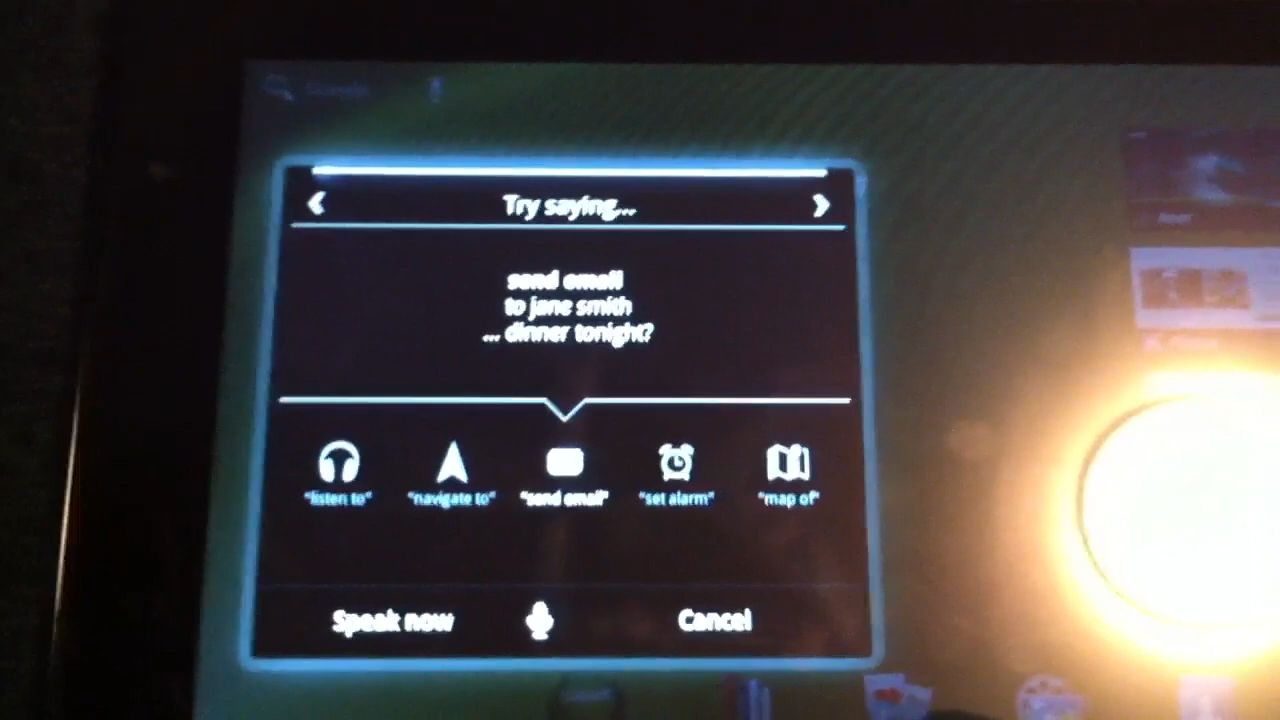 Try saying...
send email
to jane smith
... dinner tonight?
"listen to"
"navigate to"
"send email"
"set alarm"
"map of"
Speak now
Cancel